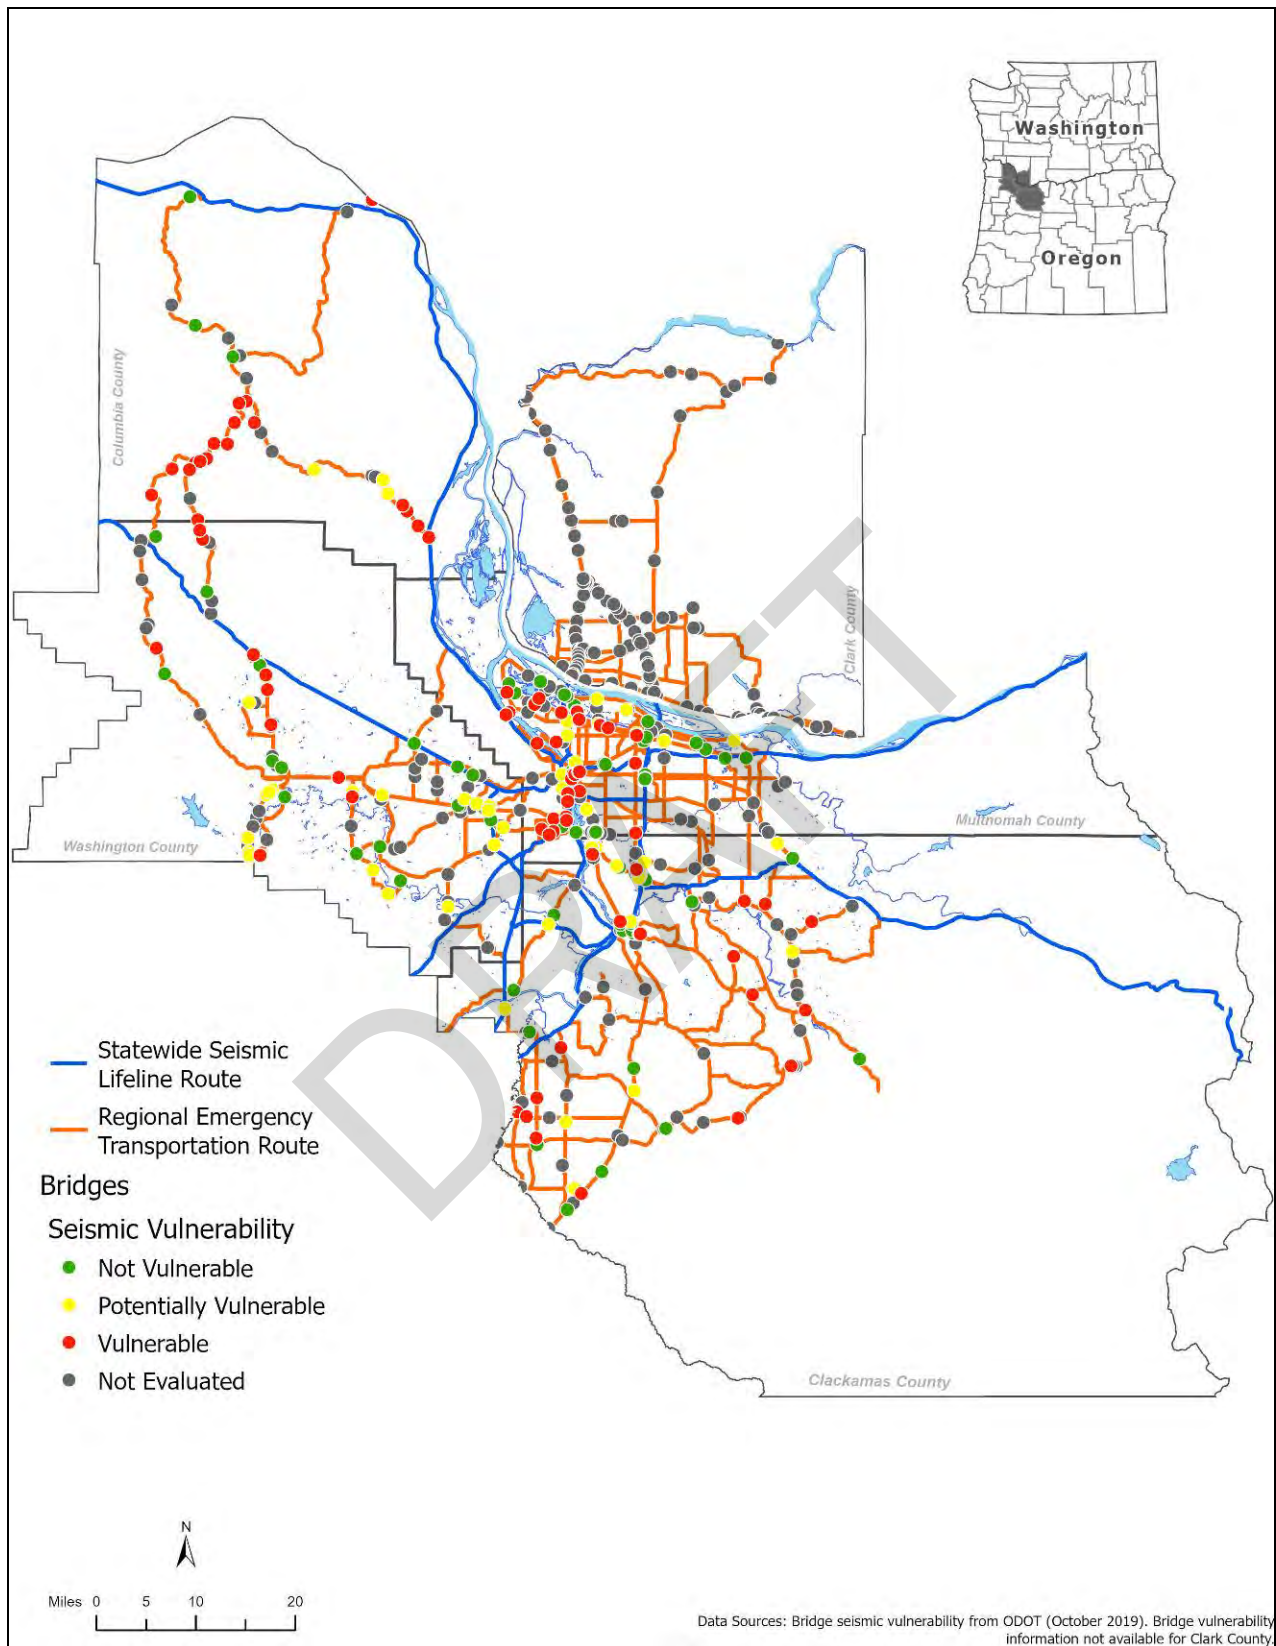 Washington
Oregon
Columbia County
Clark County
Multnomah County
Washington County
DRAFT
Statewide Seismic
Lifeline Route
Regional Emergency
Transportation Route
Bridges
Seismic Vulnerability
Not Vulnerable
Potentially Vulnerable
Vulnerable
Not Evaluated
Clackamas County
N
Miles 0 5 10 20
Data Sources: Bridge seismic vulnerability from ODOT (October 2019). Bridge vulnerability
information not available for Clark County.